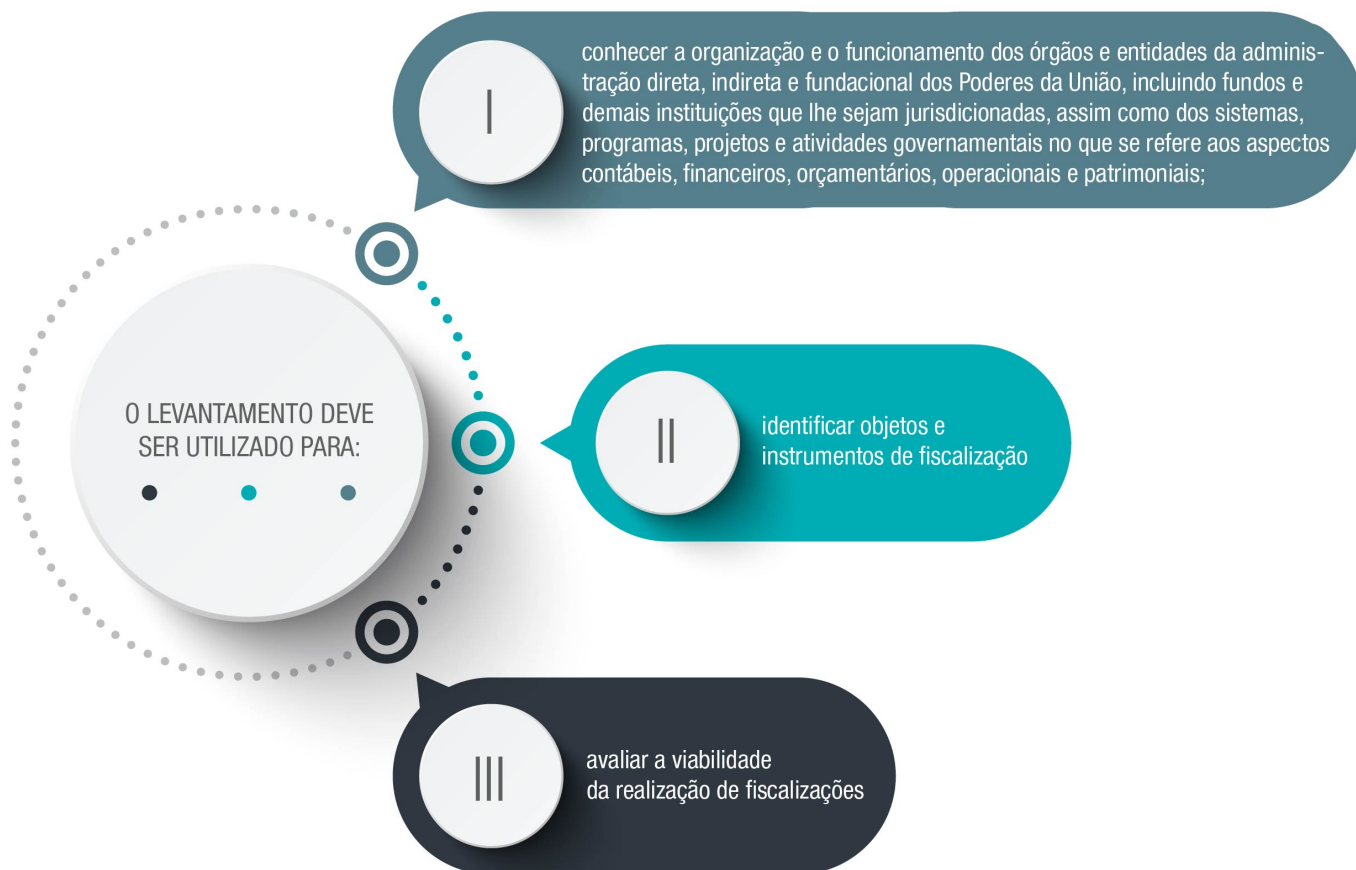 I
conhecer a organização e o funcionamento dos órgãos e entidades da adminis-
tração direta, indireta e fundacional dos Poderes da União, incluindo fundos e
demais instituições que lhe sejam jurisdicionadas, assim como dos sistemas,
programas, projetos e atividades governamentais no que se refere aos aspectos
contábeis, financeiros, orçamentários, operacionais e patrimoniais;
O LEVANTAMENTO DEVE
SER UTILIZADO PARA:
II
identificar objetos e
instrumentos de fiscalização
III
avaliar a viabilidade
da realização de fiscalizações